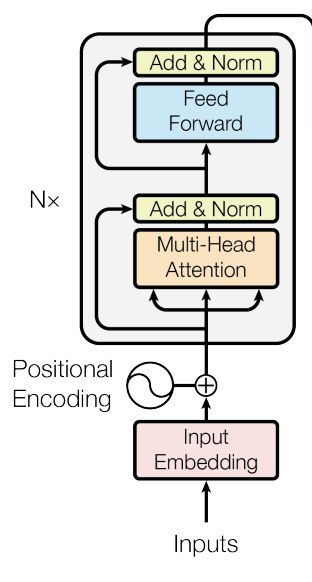 Add & Norm
Feed
Forward
N×
Add & Norm
Multi-Head
Attention
Positional
Encoding
Input
Embedding
Inputs